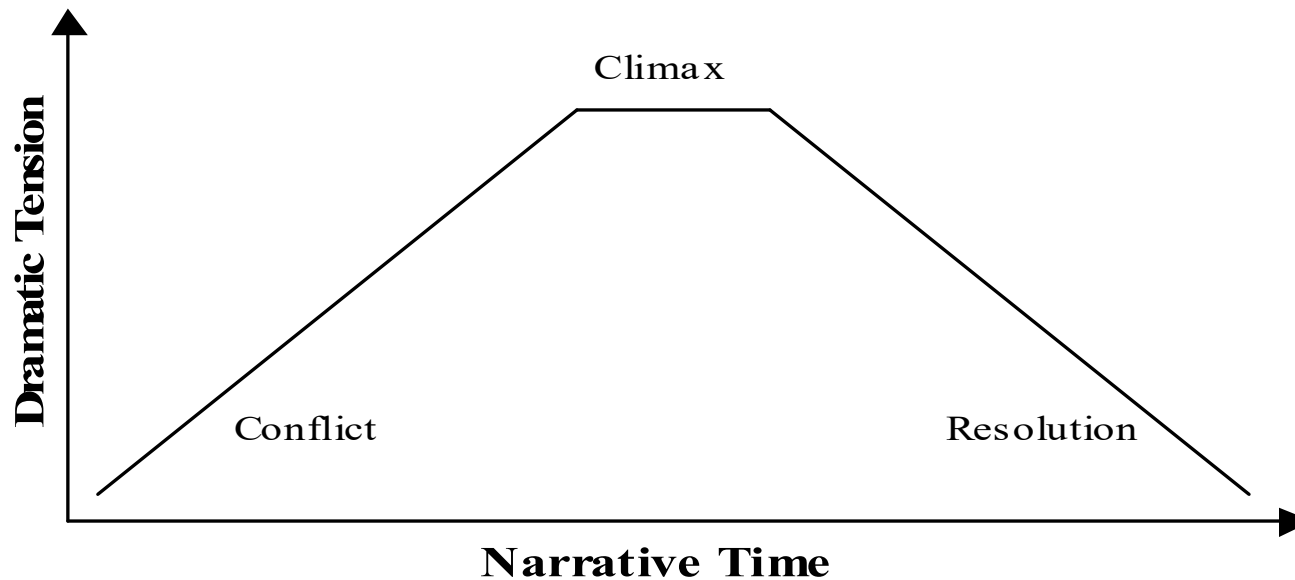 Climax
Dramatic Tension
Conflict
Resolution
Narrative Time